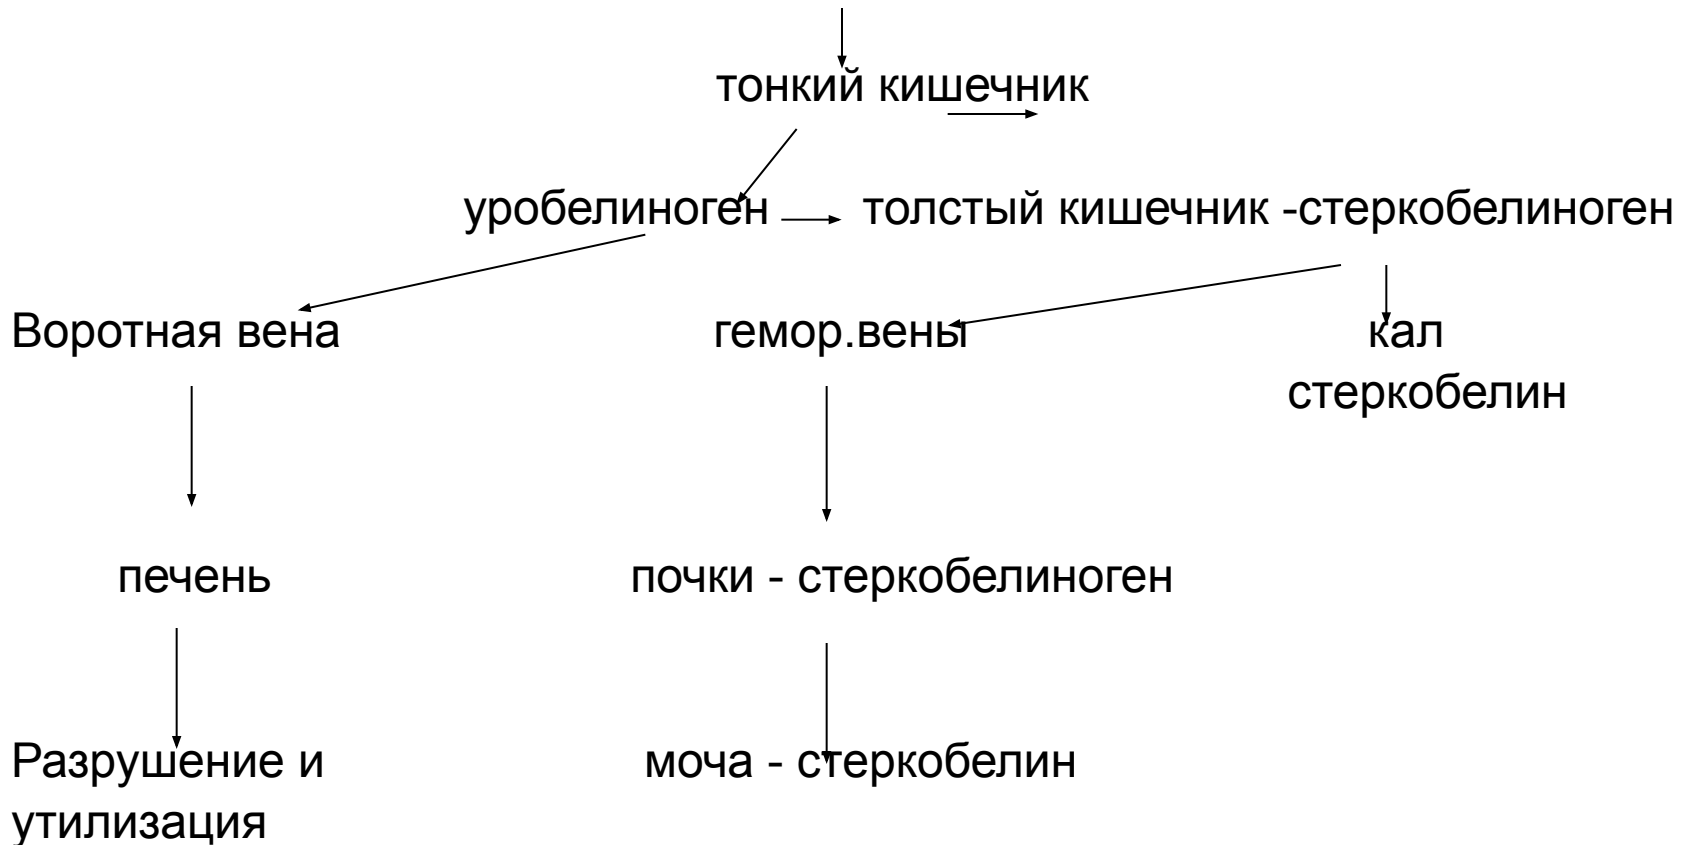 тонкий кишечник
уробелиноген толстый кишечник -стеркобелиноген
Воротная вена гемор.вены кал
стеркобелин
печень почки - стеркобелиноген
Разрушение и моча - стеркобелин
утилизация